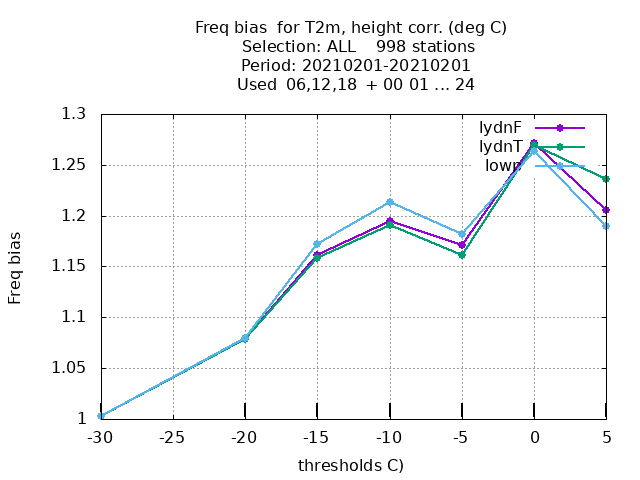 Freq bias  for T2m, height corr. (deg C)
Selection: ALL    998 stations
Period: 20210201-20210201
Used  06,12,18  + 00 01 ... 24
1.3
1.25
1.2
1.15
1.1
1.05
1
Freq bias
lydnF
lydnT
lown
-30 -25 -20 -15 -10 -5 0 5
thresholds C)